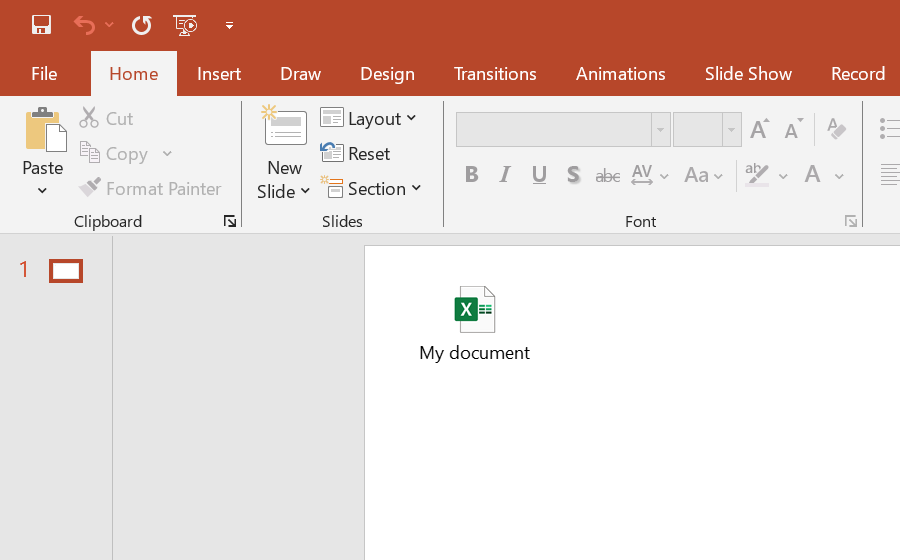 File Home Insert Draw Design Transitions Animations Slide Show Record
Paste
Cut
Copy
Format Painter
Clipboard
New
Slide
Layout
Reset
Section
Slides
A A A
B I U S abc AV Aa ab A
Font
1
X
My document